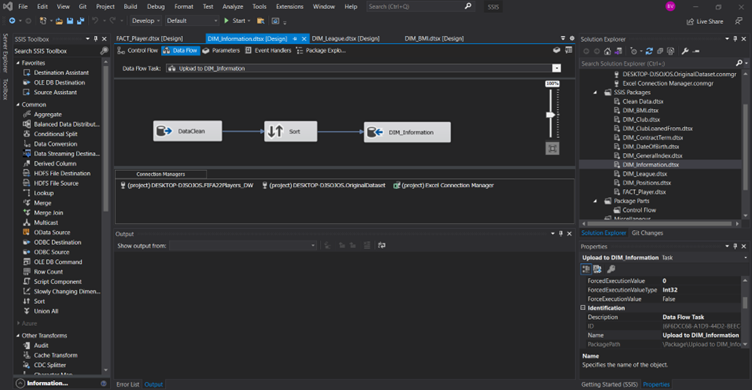 File Edit View Git Project Build Debug Format Test Analyze Tools Extensions Window Help Search SSIS RV
Develop Default Start Live Share
Server Explorer
Toolbox
SSIS Toolbox
Favorites
Destination Assistant
OLE DB Destination
Source Assistant
Common
Aggregate
Balanced Data Distributo...
Conditional Split
Data Conversion
Data Streaming Destina...
Derived Column
HDFS File Destination
HDFS File Source
Lookup
Merge
Merge Join
Multicast
OData Source
ODBC Destination
ODBC Source
OLE DB Command
Row Count
Script Component
Slowly Changing Dimen...
Sort
Union All
Azure
Other Transforms
Audit
Cache Transform
CDC Splitter
Information...
FACT_Player.dtsx [Design] DIM_Information.dtsx [Design] DIM_League.dtsx [Design] DIM_BMI.dtsx [Design]
Control Flow Data Flow Parameters Event Handlers Package Explo...
Data Flow Task: Upload to DIM_Information
100%
DataClean Sort DIM_Information
Connection Managers
(project) DESKTOP-DJSOJOS.FIFA22Players_DW (project) DESKTOP-DJSOJOS.OriginalDataset (project) Excel Connection Manager
Output
Show output from:
Error List Output
Solution Explorer
Search Solution Explorer (Ctrl+;)
DESKTOP-DJSOJOS.OriginalDataset.conmgr
Excel Connection Manager.conmgr
SSIS Packages
Clean Data.dtsx
DIM_BMI.dtsx
DIM_Club.dtsx
DIM_ClubLoanedFrom.dtsx
DIM_ContractTerm.dtsx
DIM_DateOfBirth.dtsx
DIM_GeneralIndex.dtsx
DIM_Information.dtsx
DIM_League.dtsx
DIM_Positions.dtsx
FACT_Player.dtsx
Package Parts
Control Flow
Miscellaneous
Solution Explorer Git Changes
Properties
Upload to DIM_Information Task
ForcedExecutionValue 0
ForcedExecutionValueType Int32
ForceExecutionValue False
Identification
Description Data Flow Task
ID
Name Upload to DIM_Information
PackagePath \Package\Upload to DIM_Info
Name
Specifies the name of the object.
Getting Started (SSIS) Properties